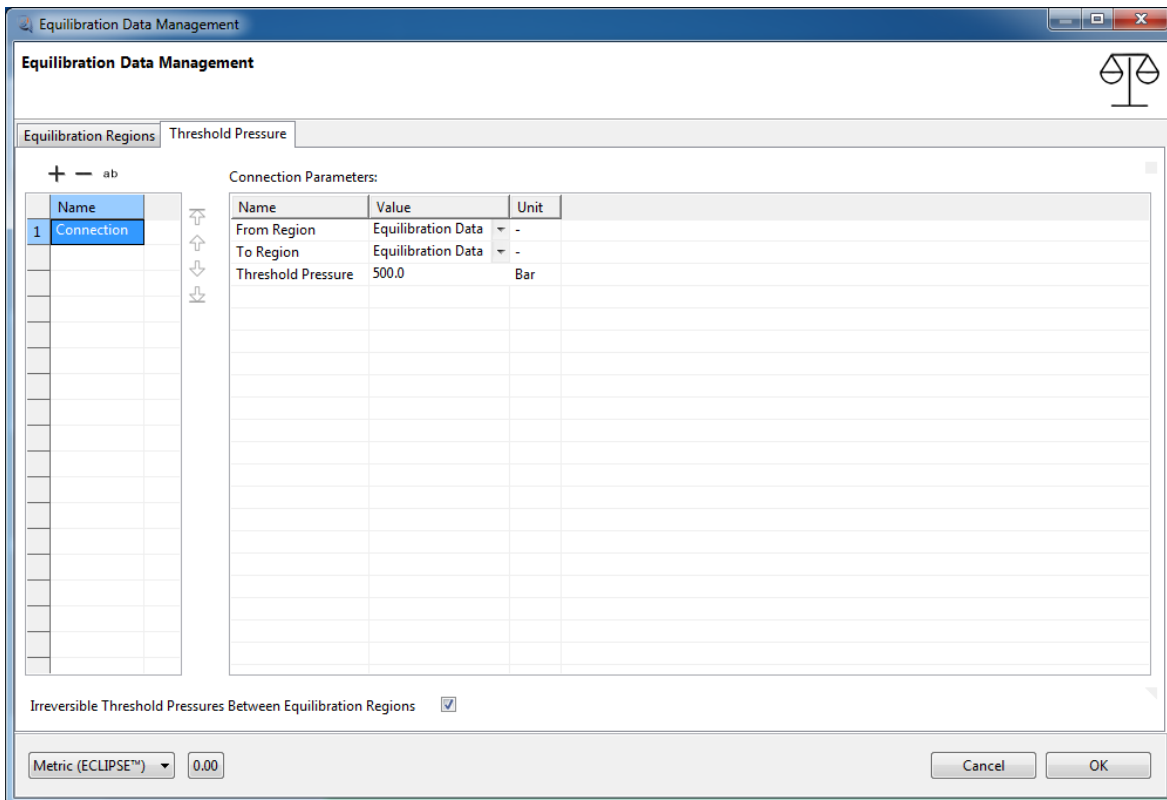 Equilibration Data Management
Equilibration Data Management
Equilibration Regions Threshold Pressure
ab
Connection Parameters:
Name
1 Connection
Name Value Unit
From Region Equilibration Data -
To Region Equilibration Data -
Threshold Pressure 500.0 Bar
Irreversible Threshold Pressures Between Equilibration Regions
Metric (ECLIPSE™) 0.00 Cancel OK